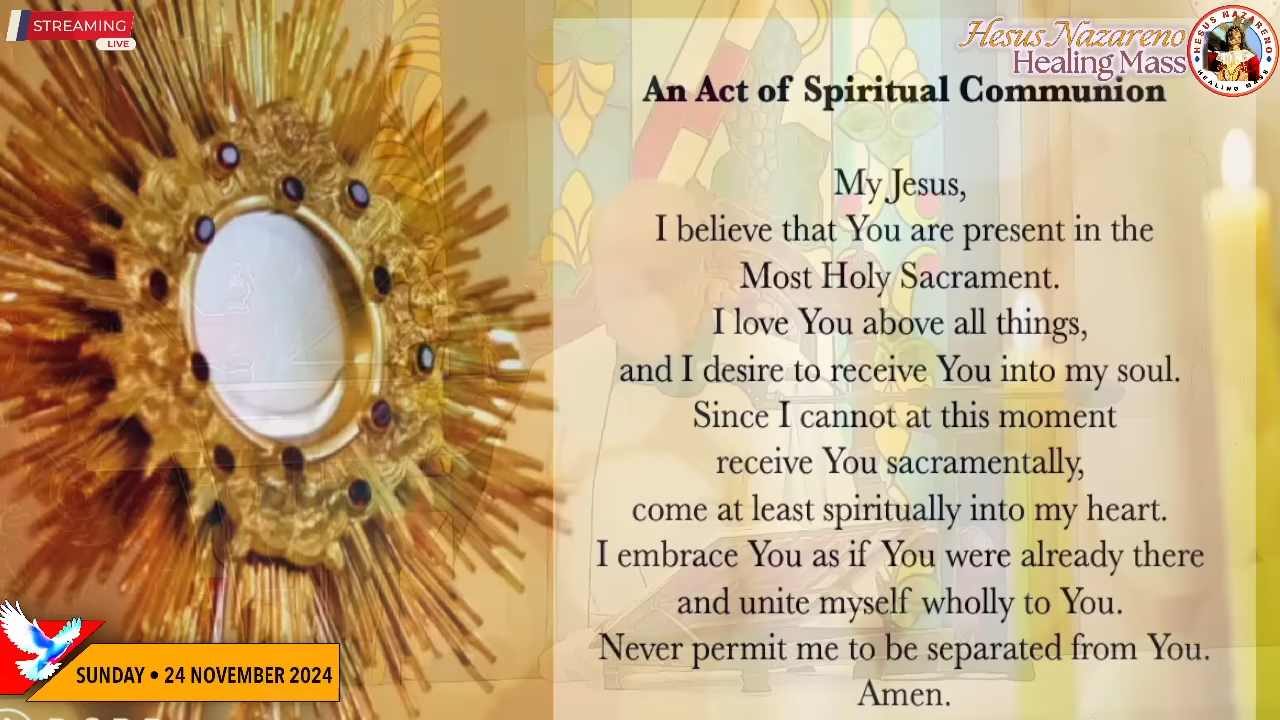 STREAMING
LIVE
Hesus Nazareno
Healing Mass
HESUS NAZARENO
HEALING MASS
An Act of Spiritual Communion
My Jesus,
I believe that You are present in the
Most Holy Sacrament.
I love You above all things,
and I desire to receive You into my soul.
Since I cannot at this moment
receive You sacramentally,
come at least spiritually into my heart.
I embrace You as if You were already there
and unite myself wholly to You.
Never permit me to be separated from You.
Amen.
SUNDAY • 24 NOVEMBER 2024